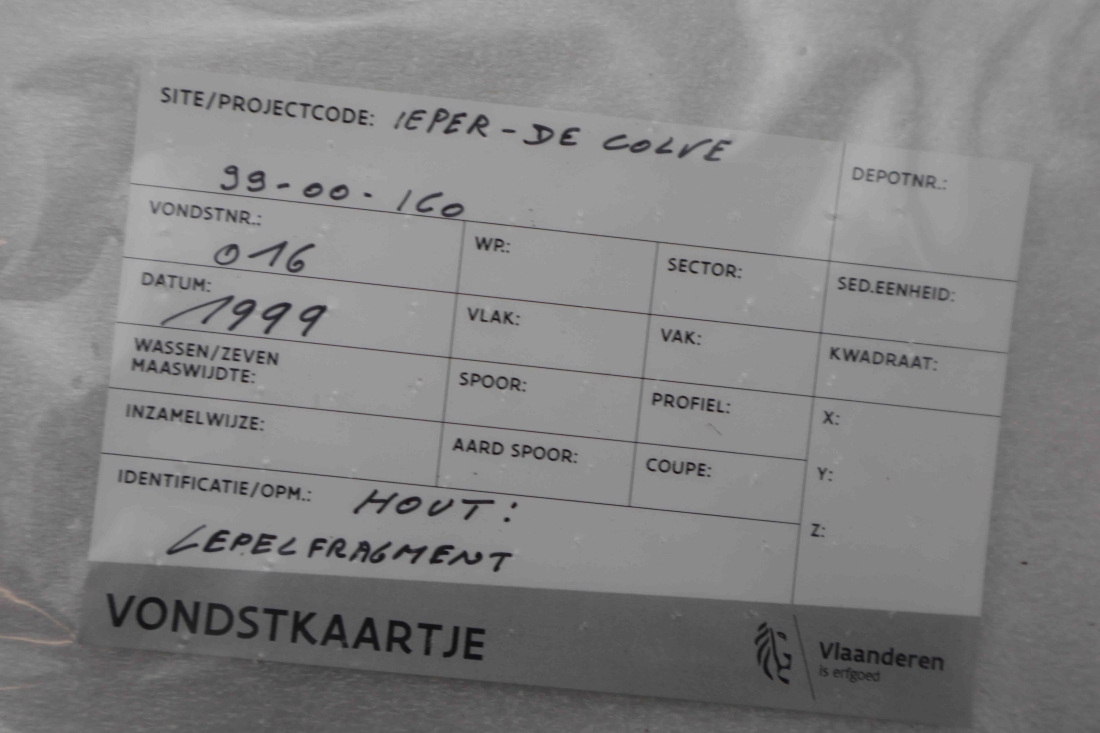 SITE/PROJECTCODE: IEPER - DE COLVE
99-00-ICO
DEPOTNR.:
VONDSTNR.: 016
WP.:
SECTOR:
SED.EENHEID:
DATUM: 1999
VLAK:
VAK:
KWADRAAT:
WASSEN/ZEVEN
MAASWIJDTE:
SPOOR:
PROFIEL:
X:
INZAMELWIJZE:
AARD SPOOR:
COUPE:
Y:
Z:
IDENTIFICATIE/OPM.: HOUT:
LEPELFRAGMENT
VONDSTKAARTJE
Vlaanderen
is erfgoed